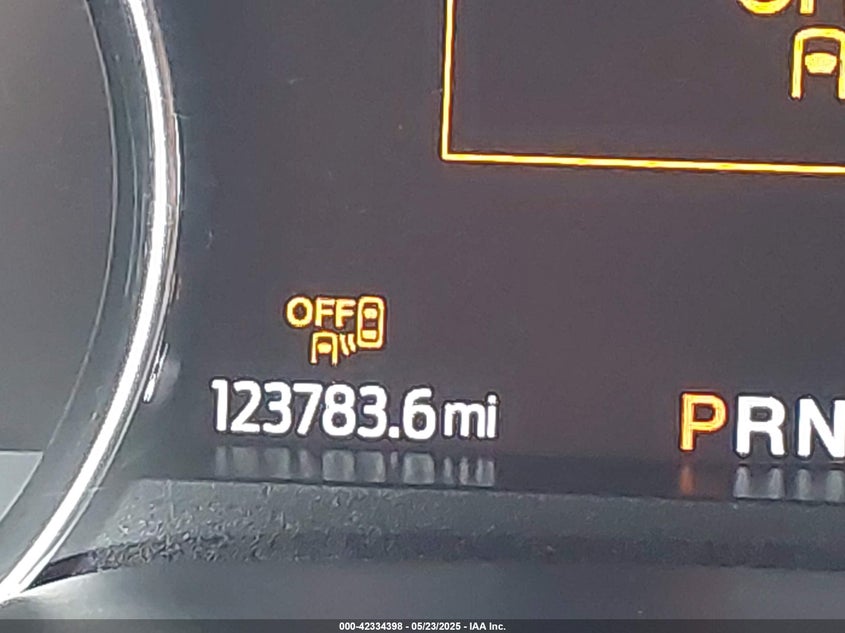 OFF
123783.6 mi
PRN
000-42334398 - 05/23/2025 - IAA Inc.